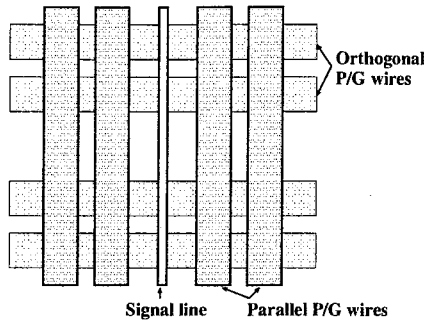 Orthogonal
P/G wires
Signal line
Parallel P/G wires